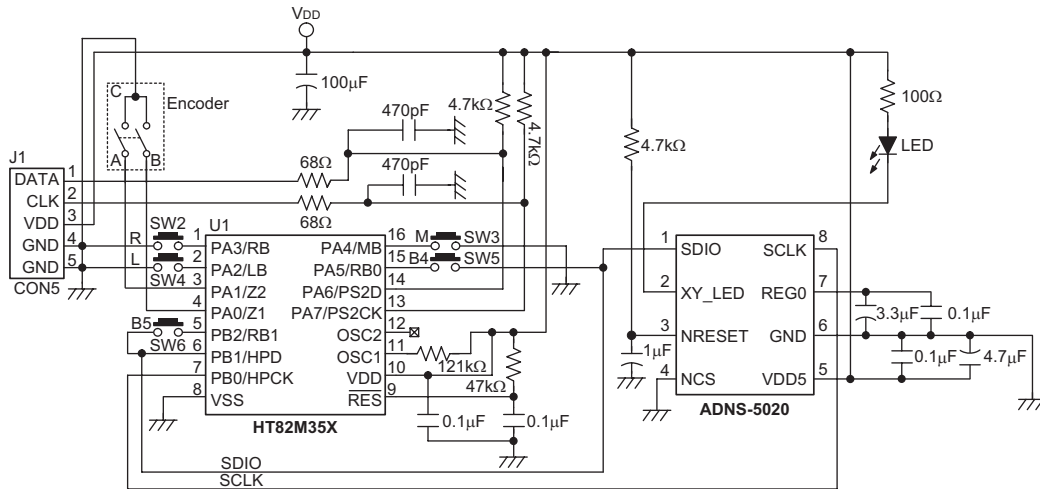 VDD
100µF
C
Encoder
A
B
470pF
4.7kΩ
4.7kΩ
470pF
4.7kΩ
100Ω
LED
J1
DATA 1
CLK 2
VDD 3
GND 4
GND 5
CON5
68Ω
68Ω
U1
R SW2 1 PA3/RB
L SW4 2 PA2/LB
3 PA1/Z2
4 PA0/Z1
B5 SW6 5 PB2/RB1
6 PB1/HPD
7 PB0/HPCK
8 VSS
PA4/MB 16 M SW3
PA5/RB0 15 B4 SW5
PA6/PS2D 14
PA7/PS2CK 13
OSC2 12
OSC1 11
VDD 10
RES 9
121kΩ
47kΩ
0.1µF
0.1µF
HT82M35X
1 SDIO
2 XY_LED
3 NRESET
4 NCS
1µF
SCLK 8
REG0 7
GND 6
VDD5 5
3.3µF
0.1µF
0.1µF
4.7µF
ADNS-5020
SDIO
SCLK